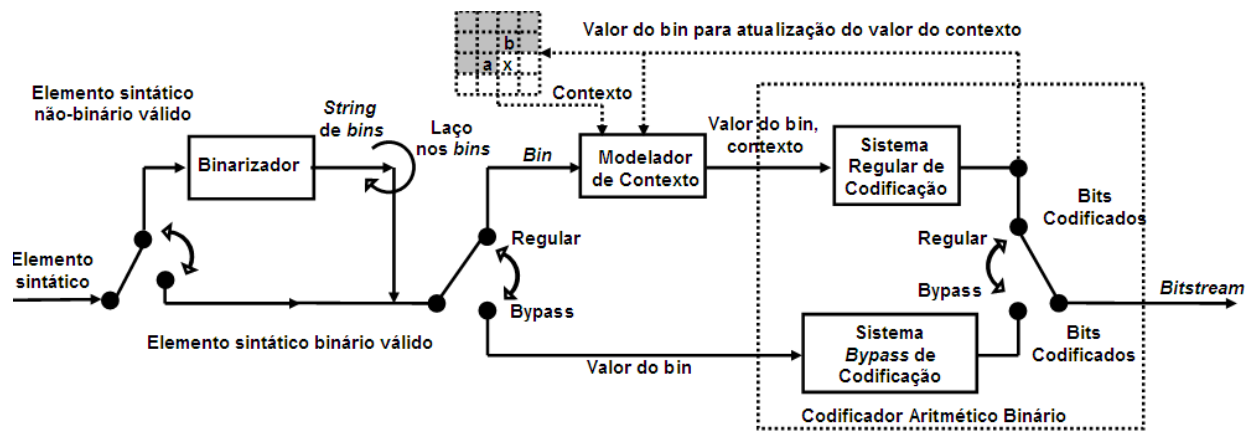 Valor do bin para atualização do valor do contexto
b
a x
Contexto
Elemento sintático
não-binário válido
String
de bins
Laço
nos bins
Binarizador
Bin
Modelador
de Contexto
Valor do bin,
contexto
Sistema
Regular de
Codificação
Bits
Codificados
Regular
Regular
Elemento
sintático
Bypass
Bypass
Bitstream
Elemento sintático binário válido
Valor do bin
Sistema
Bypass de
Codificação
Bits
Codificados
Codificador Aritmético Binário